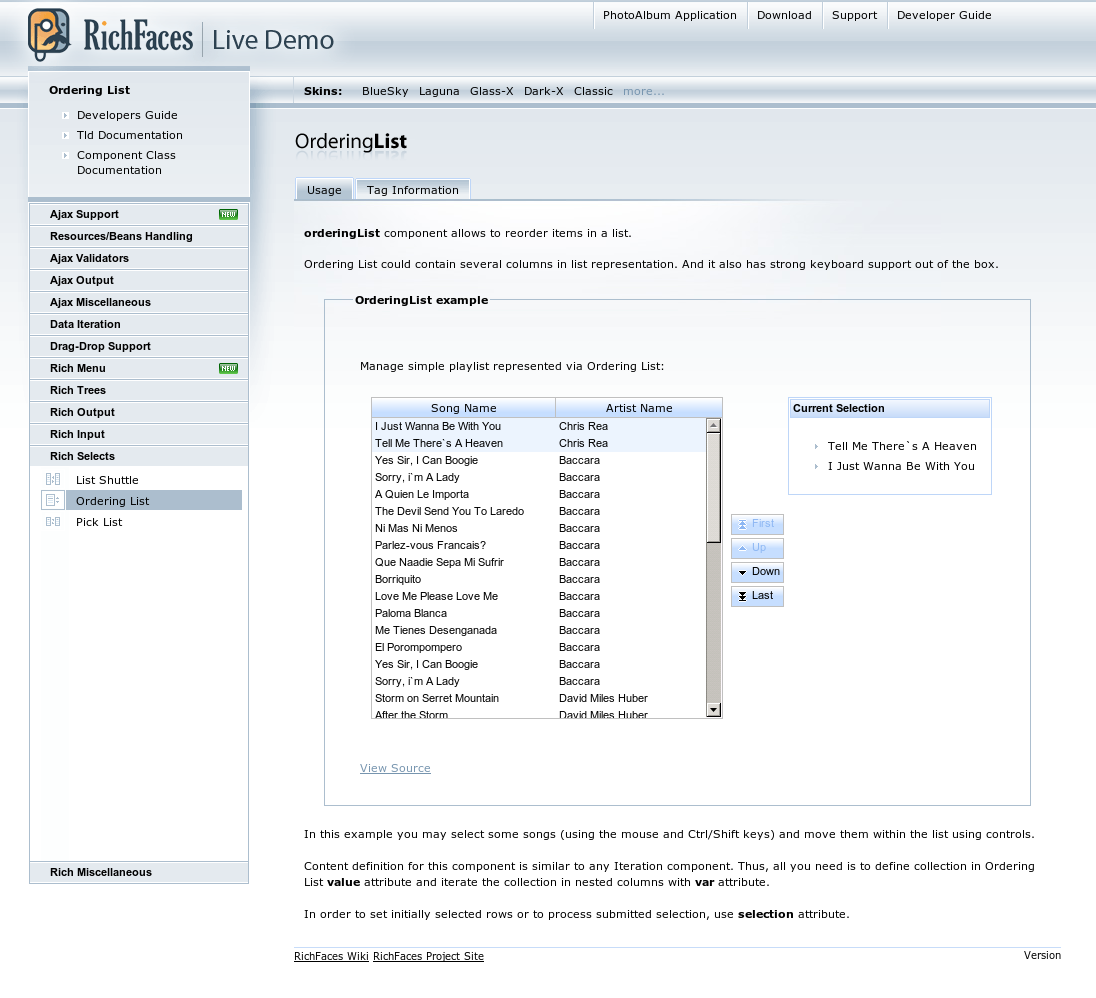 RichFaces Live Demo
PhotoAlbum Application
Download
Support
Developer Guide
Skins: BlueSky Laguna Glass-X Dark-X Classic more...
Ordering List
Developers Guide
Tld Documentation
Component Class
Documentation
Ajax Support NEW
Resources/Beans Handling
Ajax Validators
Ajax Output
Ajax Miscellaneous
Data Iteration
Drag-Drop Support
Rich Menu NEW
Rich Trees
Rich Output
Rich Input
Rich Selects
List Shuttle
Ordering List
Pick List
Rich Miscellaneous
OrderingList
Usage
Tag Information
orderingList component allows to reorder items in a list.
Ordering List could contain several columns in list representation. And it also has strong keyboard support out of the box.
OrderingList example
Manage simple playlist represented via Ordering List:
Song Name Artist Name
I Just Wanna Be With You Chris Rea
Tell Me There`s A Heaven Chris Rea
Yes Sir, I Can Boogie Baccara
Sorry, i`m A Lady Baccara
A Quien Le Importa Baccara
The Devil Send You To Laredo Baccara
Ni Mas Ni Menos Baccara
Parlez-vous Francais? Baccara
Que Naadie Sepa Mi Sufrir Baccara
Borriquito Baccara
Love Me Please Love Me Baccara
Paloma Blanca Baccara
Me Tienes Desenganada Baccara
El Porompompero Baccara
Yes Sir, I Can Boogie Baccara
Sorry, i`m A Lady Baccara
Storm on Serret Mountain David Miles Huber
After the Storm David Miles Huber
First
Up
Down
Last
Current Selection
Tell Me There`s A Heaven
I Just Wanna Be With You
View Source
In this example you may select some songs (using the mouse and Ctrl/Shift keys) and move them within the list using controls.
Content definition for this component is similar to any Iteration component. Thus, all you need is to define collection in Ordering
List value attribute and iterate the collection in nested columns with var attribute.
In order to set initially selected rows or to process submitted selection, use selection attribute.
RichFaces Wiki RichFaces Project Site
Version